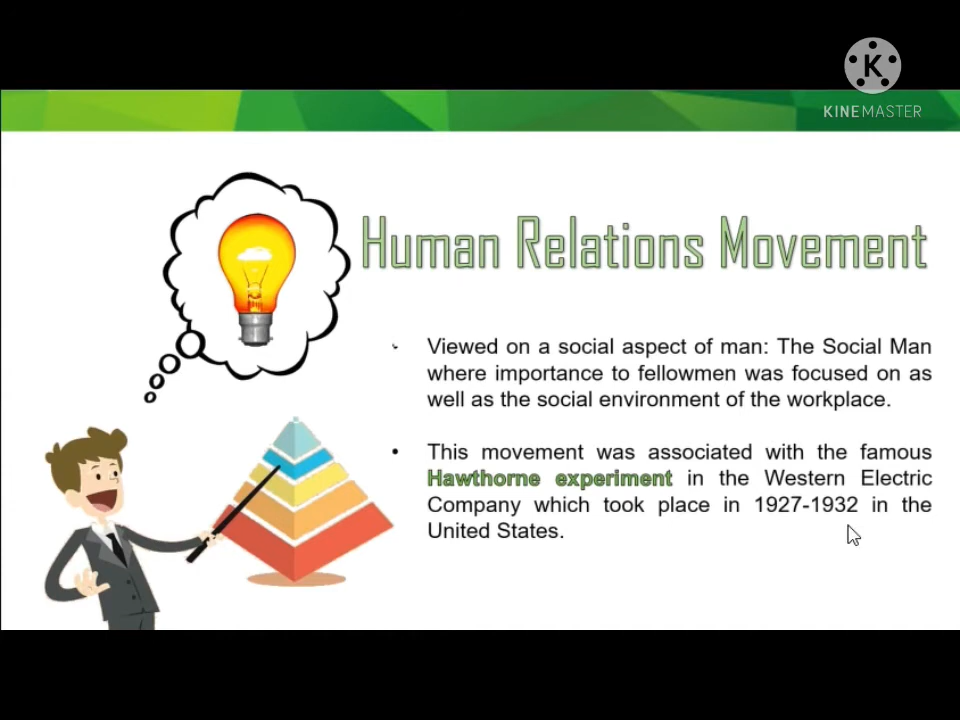 K
KINEMASTER
Human Relations Movement
Viewed on a social aspect of man: The Social Man
where importance to fellowmen was focused on as
well as the social environment of the workplace.
• This movement was associated with the famous
Hawthorne experiment in the Western Electric
Company which took place in 1927-1932 in the
United States.